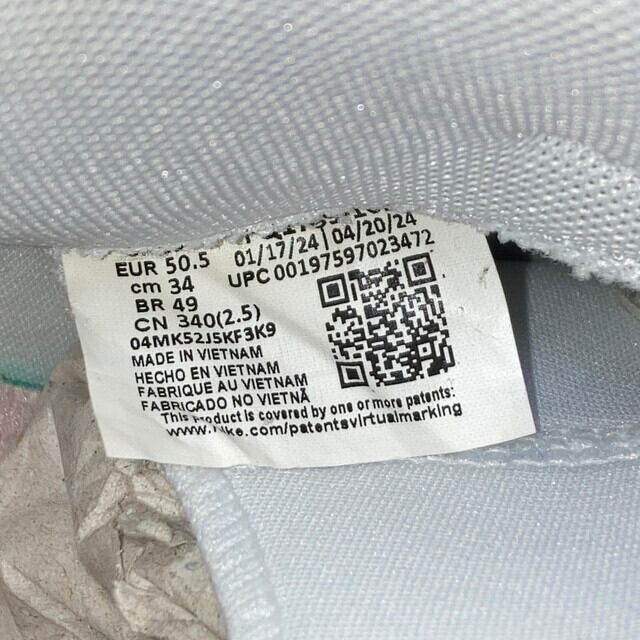 EUR 50.5 01/17/24 | 04/20/24
cm 34 UPC 00197597023472
BR 49
CN 340(2.5)
04MK52J5KF3K9
MADE IN VIETNAM
HECHO EN VIETNAM
FABRIQUE AU VIETNAM
FABRICADO NO VIETNÃ
This product is covered by one or more patents:
www.nike.com/patentsvirtualmarking